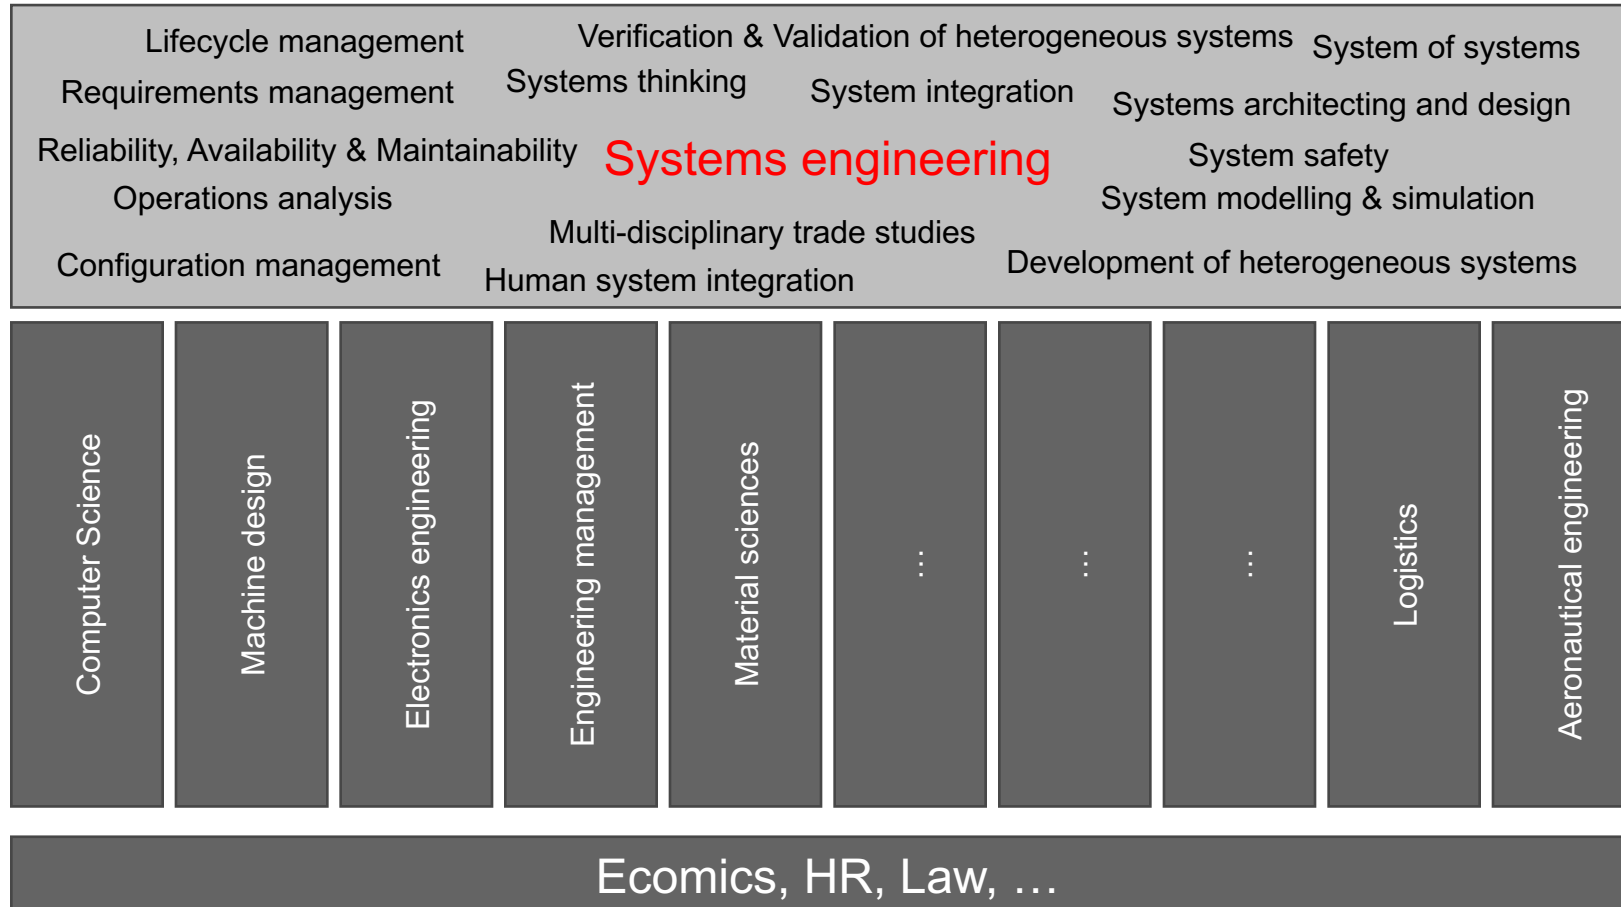 Lifecycle management
Verification & Validation of heterogeneous systems
System of systems
Requirements management
Systems thinking
System integration
Systems architecting and design
Reliability, Availability & Maintainability
Systems engineering
System safety
Operations analysis
System modelling & simulation
Multi-disciplinary trade studies
Configuration management
Human system integration
Development of heterogeneous systems
Computer Science
Machine design
Electronics engineering
Engineering management
Material sciences
…
…
…
Logistics
Aeronautical engineering
Ecomics, HR, Law, …